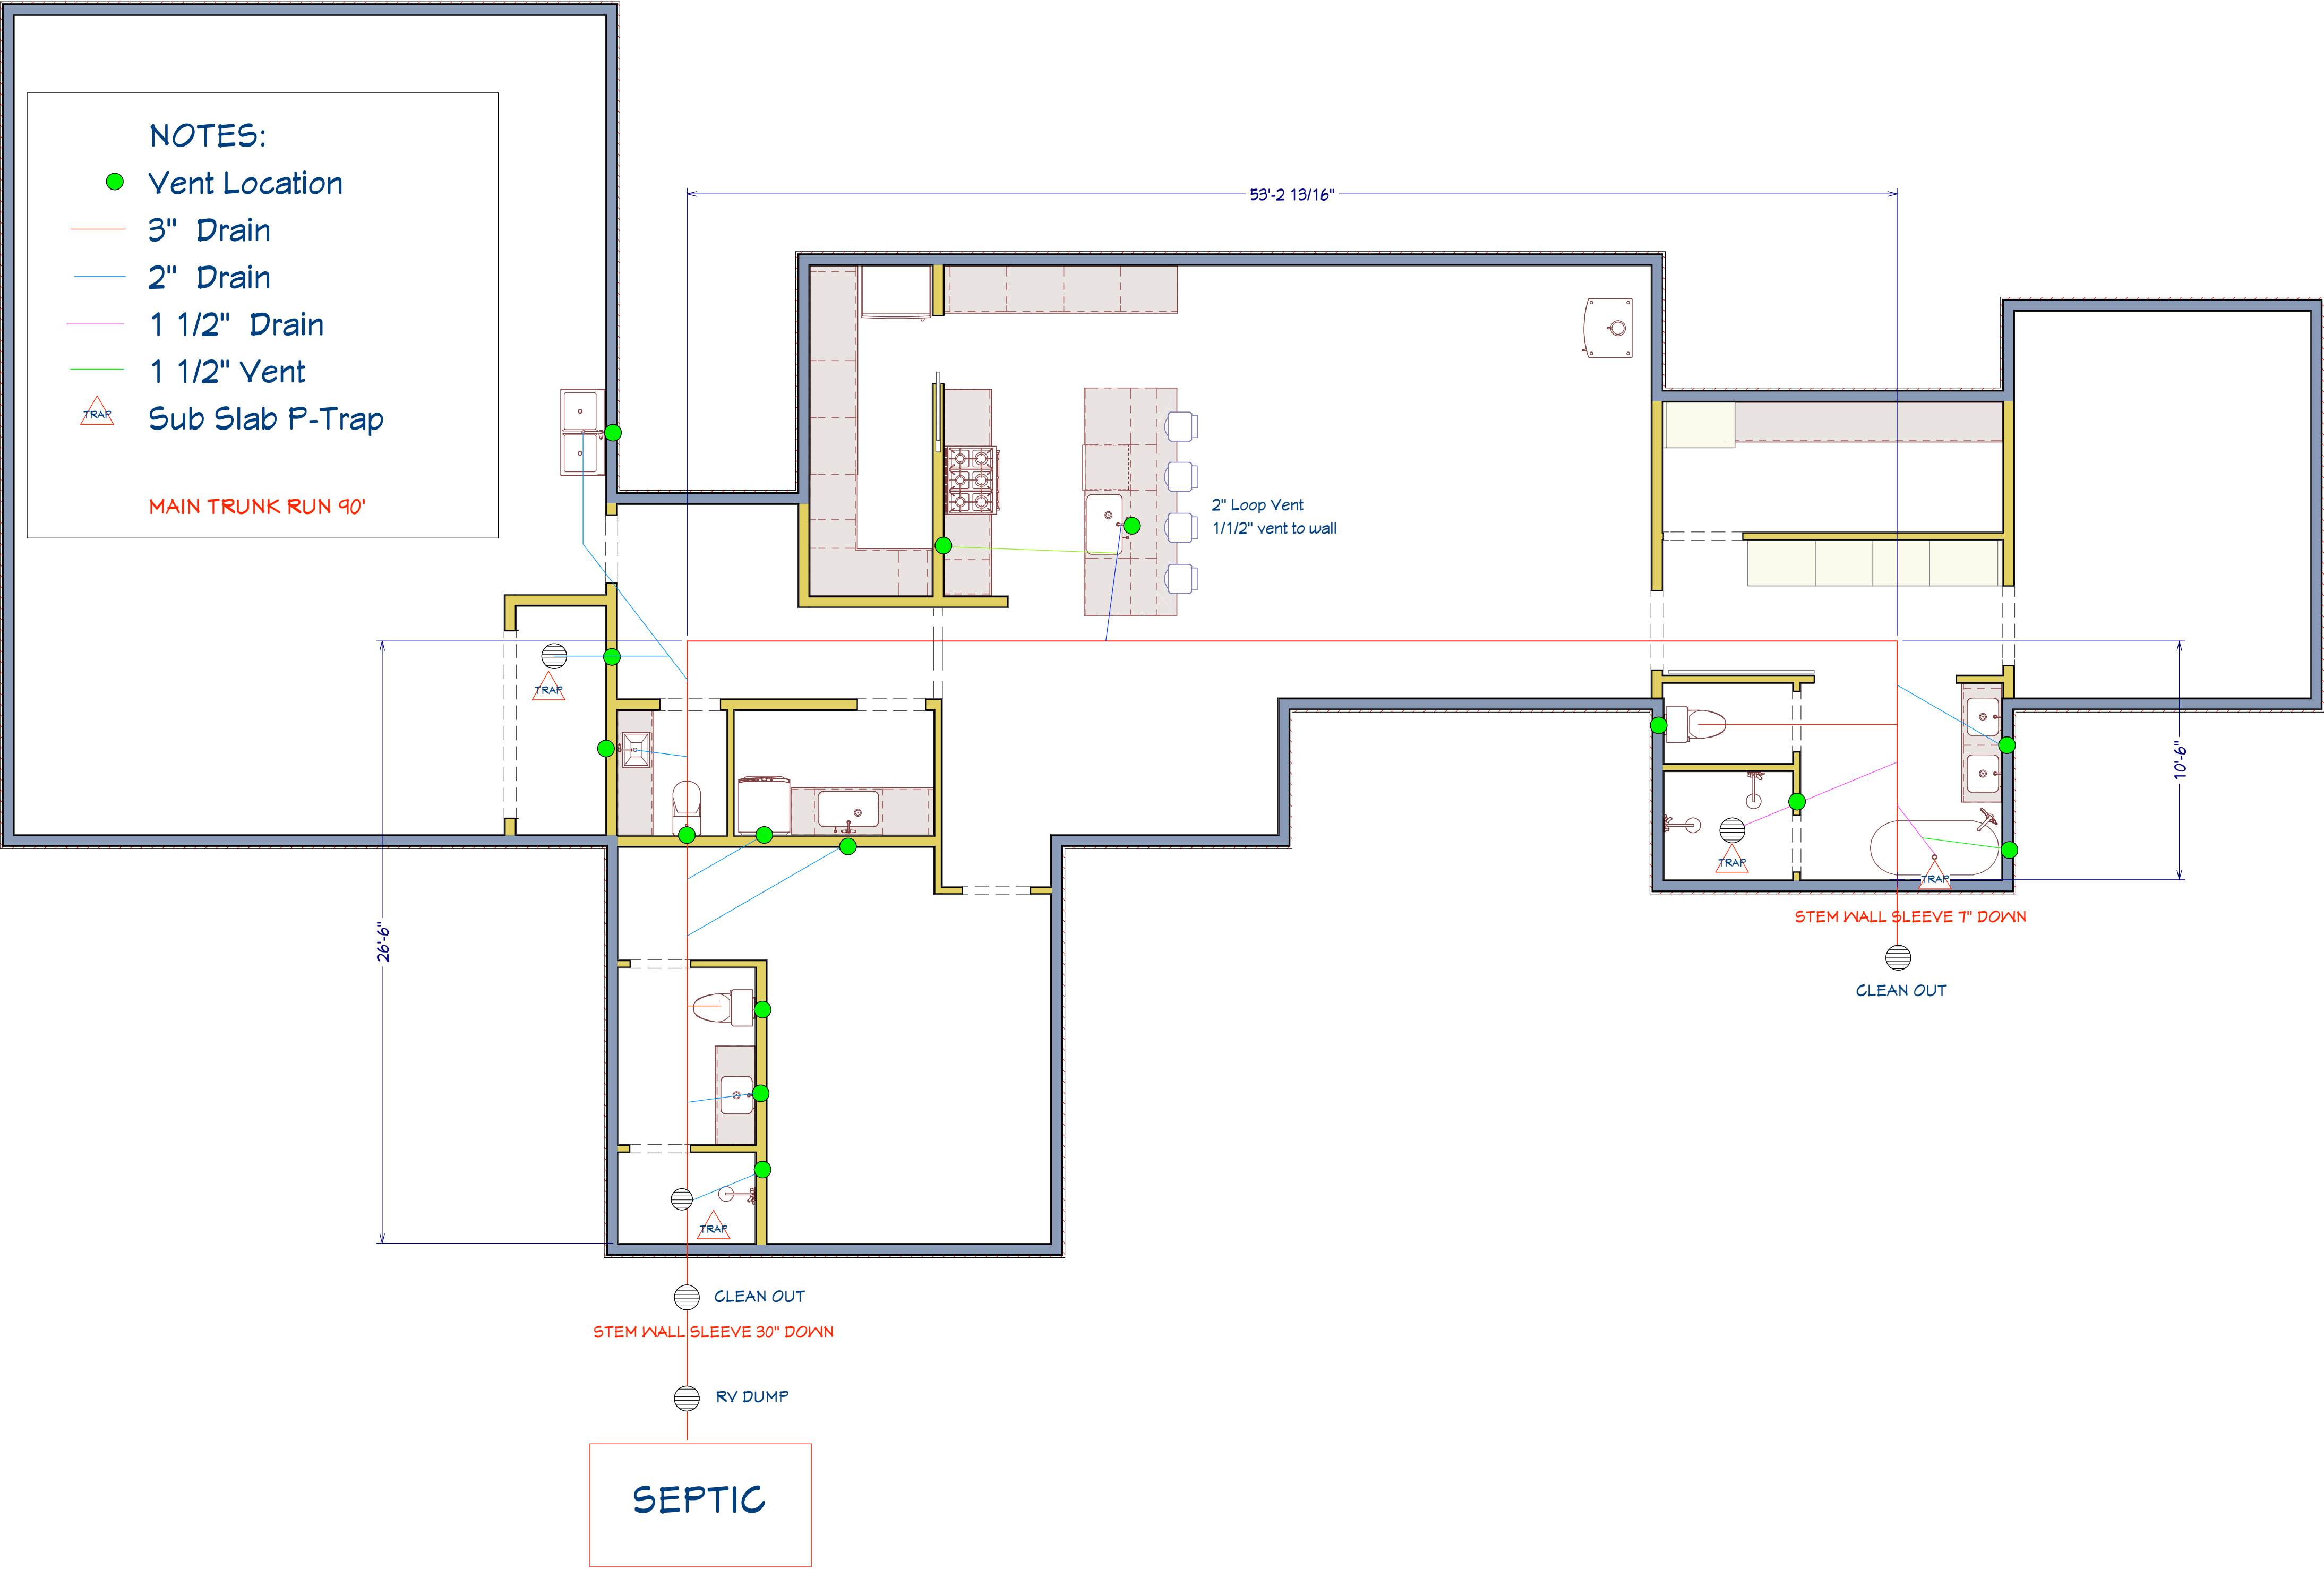 NOTES:
Vent Location
3" Drain
2" Drain
1 1/2" Drain
1 1/2" Vent
TRAP
Sub Slab P-Trap
MAIN TRUNK RUN 90'
53'-2 13/16"
2" Loop Vent
1/1/2" vent to wall
TRAP
26'-6"
10'-6"
TRAP
TRAP
STEM WALL SLEEVE 7" DOWN
CLEAN OUT
TRAP
CLEAN OUT
STEM WALL SLEEVE 30" DOWN
RV DUMP
SEPTIC